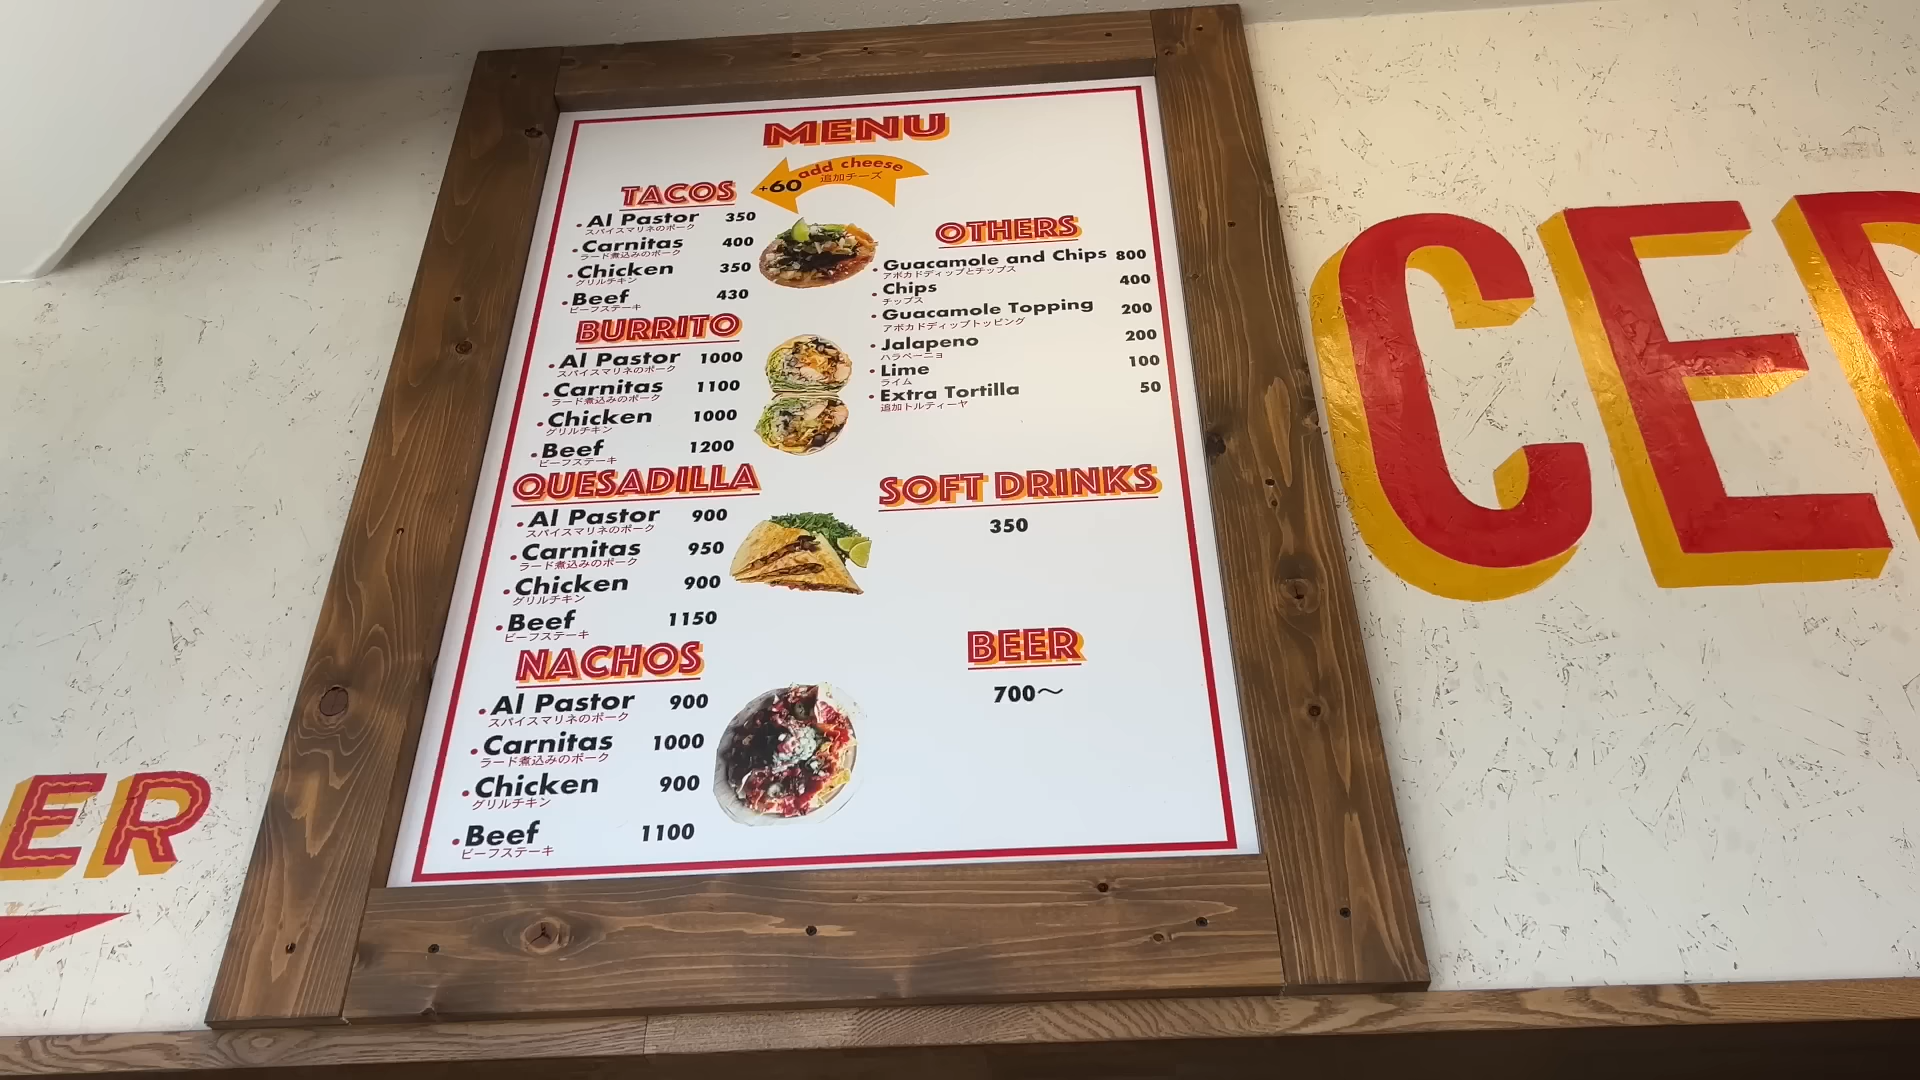 MENU
add cheese
+60 追加チーズ
TACOS
・Al Pastor 350
スパイスマリネのポーク
・Carnitas 400
ラード煮込みのポーク
・Chicken 350
グリルチキン
・Beef 430
ビーフステーキ
BURRITO
・Al Pastor 1000
スパイスマリネのポーク
・Carnitas 1100
ラード煮込みのポーク
・Chicken 1000
グリルチキン
・Beef 1200
ビーフステーキ
QUESADILLA
・Al Pastor 900
スパイスマリネのポーク
・Carnitas 950
ラード煮込みのポーク
・Chicken 900
グリルチキン
・Beef 1150
ビーフステーキ
NACHOS
・Al Pastor 900
スパイスマリネのポーク
・Carnitas 1000
ラード煮込みのポーク
・Chicken 900
グリルチキン
・Beef 1100
ビーフステーキ
OTHERS
・Guacamole and Chips 800
アボカドディップとチップス
・Chips 400
チップス
・Guacamole Topping 200
アボカドディップトッピング
・Jalapeno 200
ハラペーニョ
・Lime 100
ライム
・Extra Tortilla 50
追加トルティーヤ
SOFT DRINKS
350
BEER
700～
ER
CE